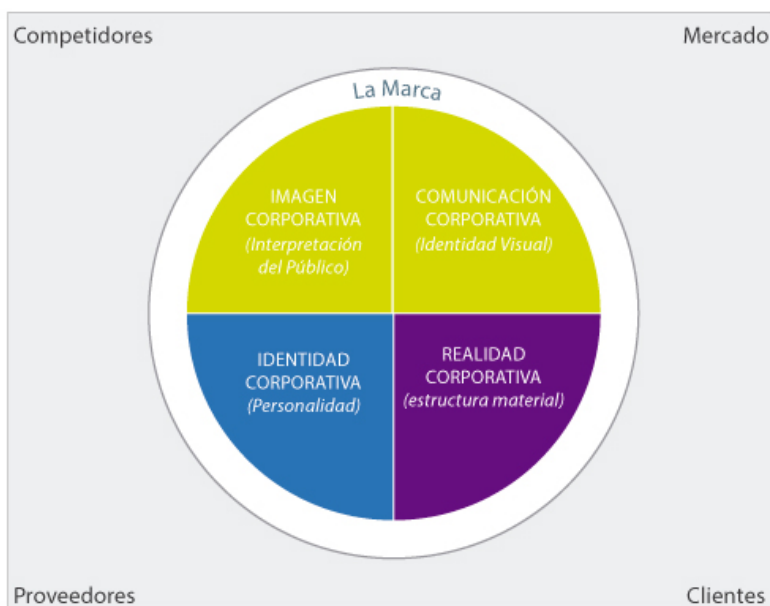 Competidores
Mercado
La Marca
IMAGEN
CORPORATIVA
(Interpretación
del Público)
COMUNICACIÓN
CORPORATIVA
(Identidad Visual)
IDENTIDAD
CORPORATIVA
(Personalidad)
REALIDAD
CORPORATIVA
(estructura material)
Proveedores
Clientes